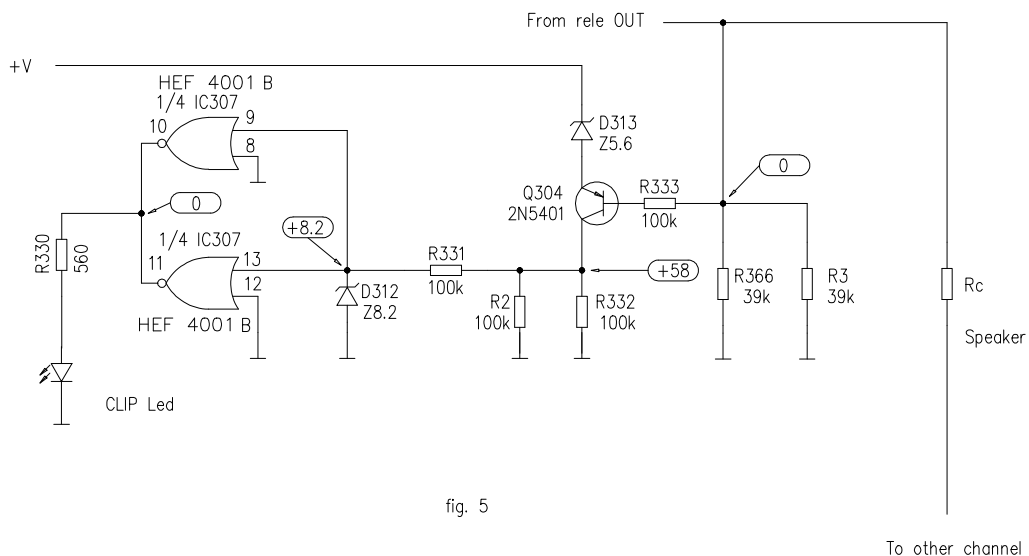 From rele OUT
+V
HEF 4001 B
1/4 IC307
10
9
8
D313
Z5.6
Q304
2N5401
R333
100k
0
0
R330
560
1/4 IC307
11
13
12
HEF 4001 B
+8.2
D312
Z8.2
R331
100k
+58
R2
100k
R332
100k
R366
39k
R3
39k
Rc
Speaker
CLIP Led
fig. 5
To other channel